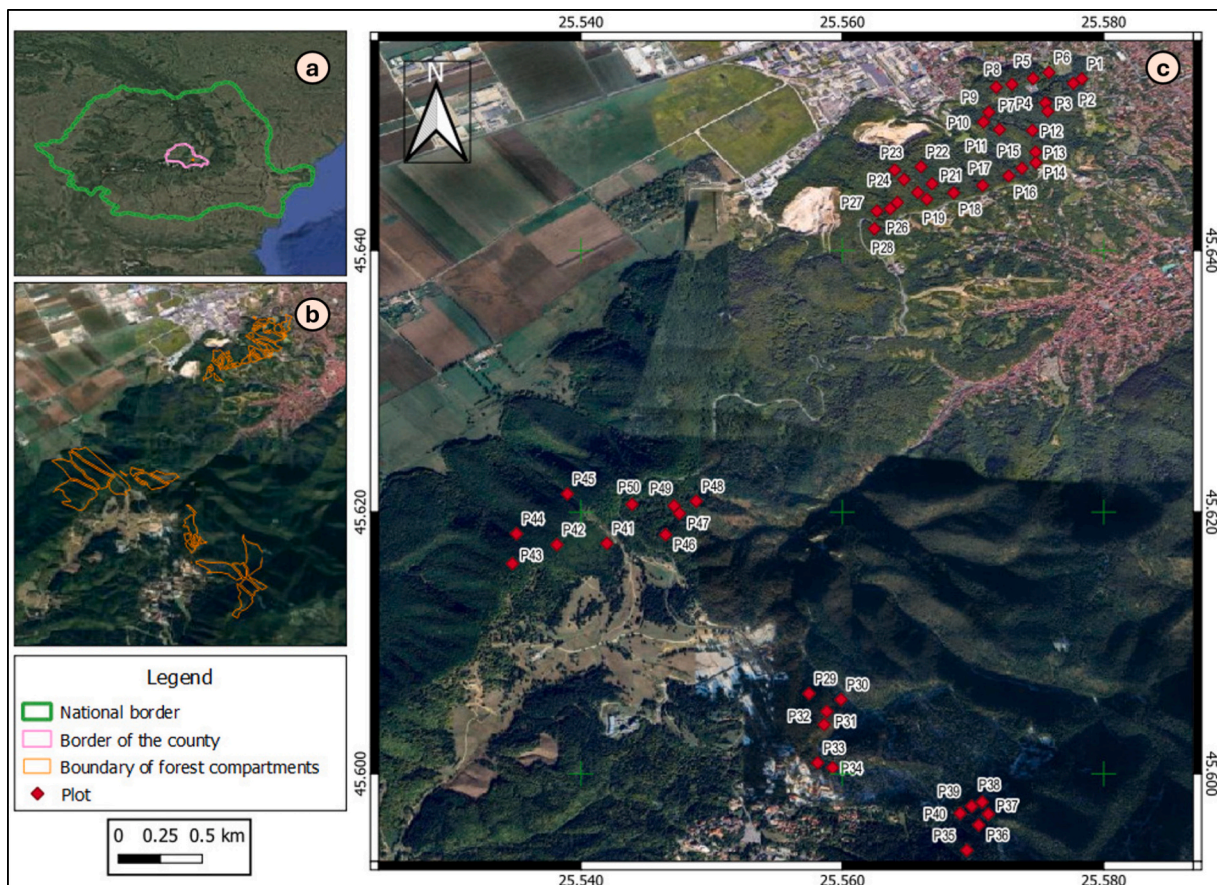 25.540
25.560
25.580
a
b
c
N
P8
P5
P6
P1
P9
P7
P4
P3
P2
P10
P11
P12
P23
P22
P17
P15
P13
P24
P21
P14
P16
P27
P19
P18
P26
P28
45.640
45.640
P45
P50
P49
P48
P44
P42
P41
P47
P46
P43
45.620
45.620
P29
P30
P32
P31
P33
P34
P39
P38
P40
P37
P35
P36
45.600
45.600
Legend
National border
Border of the county
Boundary of forest compartments
Plot
0 0.25 0.5 km
25.540
25.560
25.580